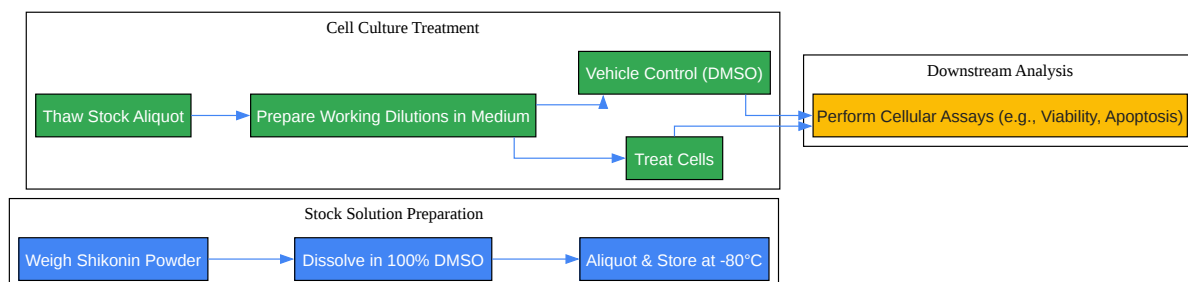 Cell Culture Treatment
Vehicle Control (DMSO)
Downstream Analysis
Thaw Stock Aliquot
Prepare Working Dilutions in Medium
Perform Cellular Assays (e.g., Viability, Apoptosis)
Treat Cells
Stock Solution Preparation
Weigh Shikonin Powder
Dissolve in 100% DMSO
Aliquot & Store at -80°C